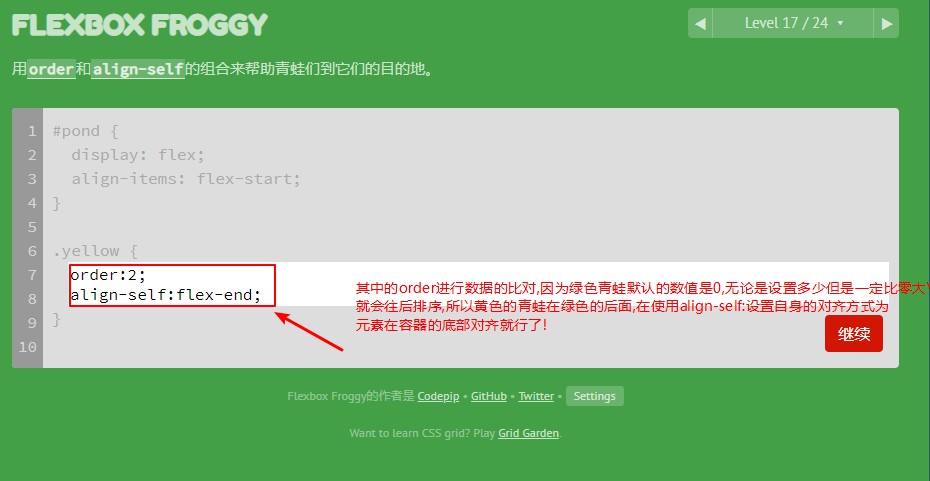 FLEXBOX FROGGY
◀ Level 17 / 24 ▾ ▶
用order和align-self的组合来帮助青蛙们到它们的目的地。
1 #pond {
2 display: flex;
3 align-items: flex-start;
4 }
5
6 .yellow {
7 order:2;
8 align-self:flex-end;
9 }
10
其中的order进行数据的比对,因为绿色青蛙默认的数值是0,无论是设置多少但是一定比零大
就会往后排序,所以黄色的青蛙在绿色的后面,在使用align-self:设置自身的对齐方式为
元素在容器的底部对齐就行了!
继续
Flexbox Froggy的作者是 Codepip • GitHub • Twitter • Settings
Want to learn CSS grid? Play Grid Garden.